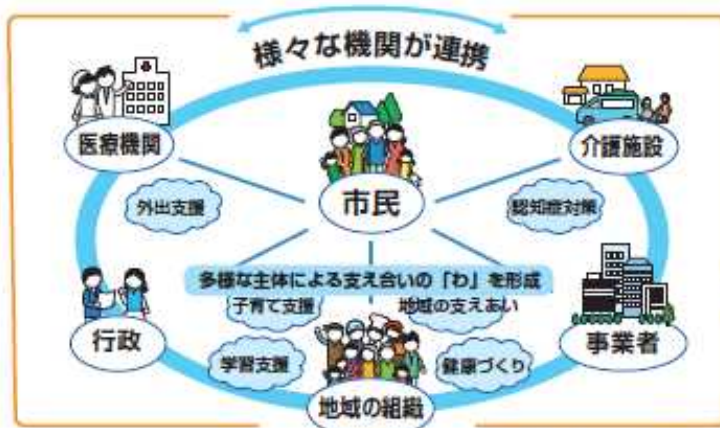 様々な機関が連携
医療機関
介護施設
市民
外出支援
認知症対策
多様な主体による支え合いの「わ」を形成
子育て支援
地域の支えあい
行政
事業者
学習支援
健康づくり
地域の組織